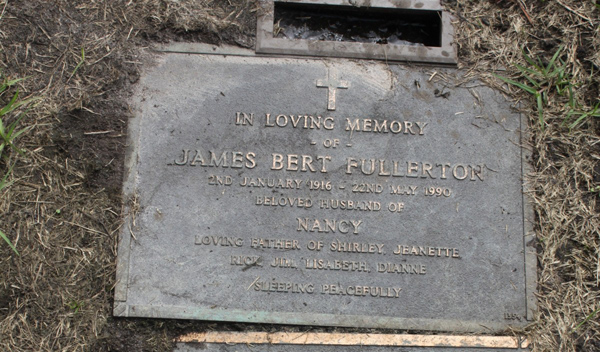 IN LOVING MEMORY
- OF -
JAMES BERT FULLERTON
2ND JANUARY 1916 - 22ND MAY 1990
BELOVED HUSBAND OF
NANCY
LOVING FATHER OF SHIRLEY, JEANETTE
RICK, JILL, LISABETH, DIANNE
SLEEPING PEACEFULLY